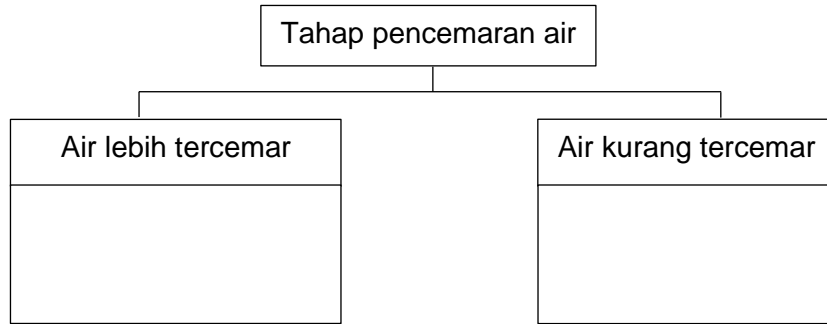 Tahap pencemaran air
Air lebih tercemar
Air kurang tercemar